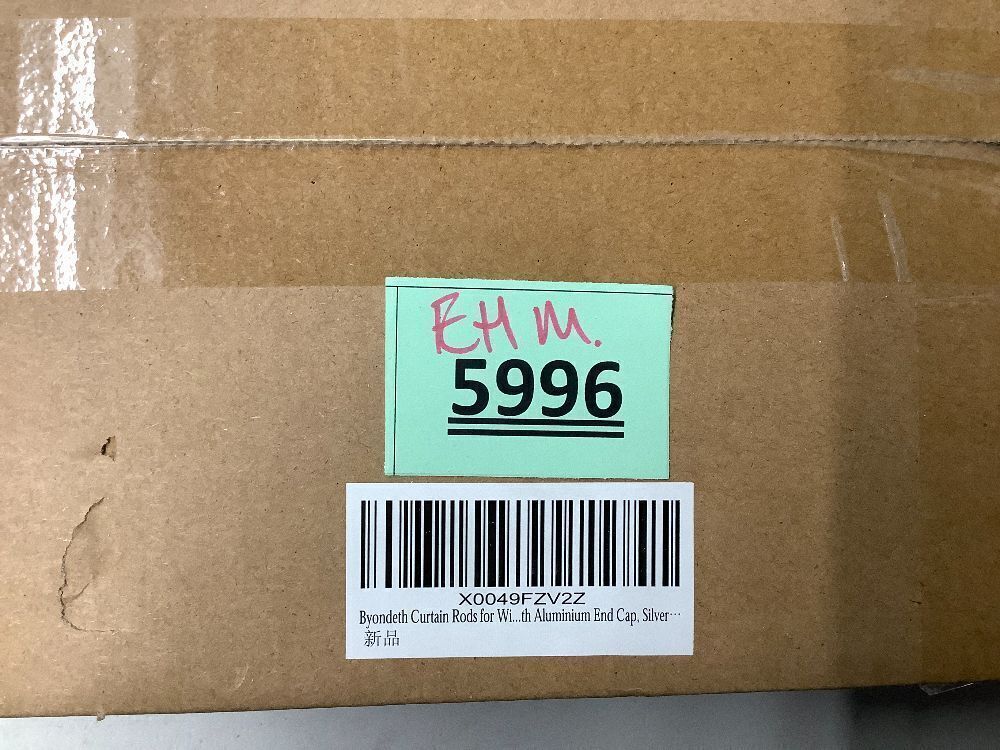 EHM.
5996
X0049FZV2Z
Byondeth Curtain Rods for Wi...th Aluminium End Cap, Silver…
新品